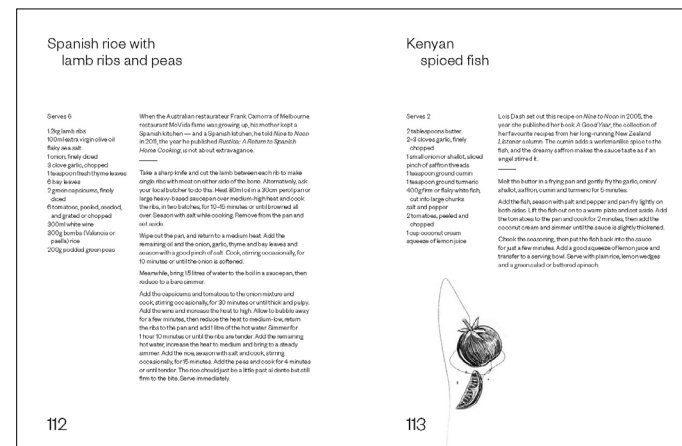 Spanish rice with
lamb ribs and peas
Serves 6
1.2kg lamb ribs
100ml extra virgin olive oil
flaky sea salt
1 onion, finely diced
3 clove garlic, chopped
1 teaspoon fresh thyme leaves
6 bay leaves
2 green capsicums, finely
diced
6 tomatoes, peeled, seeded,
and grated or chopped
300ml white wine
300g bomba (Valencia or
paella) rice
200g podded green peas
When the Australian restaurateur Frank Camorra of Melbourne
restaurant MoVida fame was growing up, his mother kept a
Spanish kitchen — and a Spanish kitchen, he told Nine to Noon
in 2011, the year he published Rustica: A Return to Spanish
Home Cooking, is not about extravagance.
Take a sharp knife and cut the lamb between each rib to make
single ribs with meat on either side of the bone. Alternatively, ask
your local butcher to do this. Heat 80ml oil in a 30cm perol pan or
large heavy-based saucepan over medium-high heat and cook
the ribs, in two batches, for 10–15 minutes or until browned all
over. Season with salt while cooking. Remove from the pan and
set aside.
Wipe out the pan, and return to a medium heat. Add the
remaining oil and the onion, garlic, thyme and bay leaves and
season with a good pinch of salt. Cook, stirring occasionally, for
10 minutes or until the onion is softened.
Meanwhile, bring 1.5 litres of water to the boil in a saucepan, then
reduce to a bare simmer.
Add the capsicums and tomatoes to the onion mixture and
cook, stirring occasionally, for 30 minutes or until thick and pulpy.
Add the wine and increase the heat to high. Allow to bubble away
for a few minutes, then reduce the heat to medium-low, return
the ribs to the pan and add 1 litre of the hot water. Simmer for
1 hour 10 minutes or until the ribs are tender. Add the remaining
hot water, increase the heat to medium and bring to a steady
simmer. Add the rice, season with salt and cook, stirring
occasionally, for 15 minutes. Add the peas and cook for 4 minutes
or until tender. The rice should be a little past al dente but still
firm to the bite. Serve immediately.
112
Kenyan
spiced fish
Serves 2
2 tablespoons butter
2–3 cloves garlic, finely
chopped
1 small onion or shallot, sliced
pinch of saffron threads
1 teaspoon ground cumin
1 teaspoon ground turmeric
400g firm or flaky white fish,
cut into large chunks
salt and pepper
2 tomatoes, peeled and
chopped
1 cup coconut cream
squeeze of lemon juice
Lois Dash set out this recipe on Nine to Noon in 2005, the
year she published her book A Good Year, the collection of
her favourite recipes from her long-running New Zealand
Listener column. The cumin adds a workmanlike spice to the
fish, and the dreamy saffron makes the sauce taste as if an
angel stirred it.
Melt the butter in a frying pan and gently fry the garlic, onion/
shallot, saffron, cumin and turmeric for 5 minutes.
Add the fish, season with salt and pepper and pan-fry lightly on
both sides. Lift the fish out on to a warm plate and set aside. Add
the tomatoes to the pan and cook for 2 minutes, then add the
coconut cream and simmer until the sauce is slightly thickened.
Check the seasoning, then put the fish back into the sauce
for just a few minutes. Add a good squeeze of lemon juice and
transfer to a serving bowl. Serve with plain rice, lemon wedges
and a green salad or buttered spinach.
113